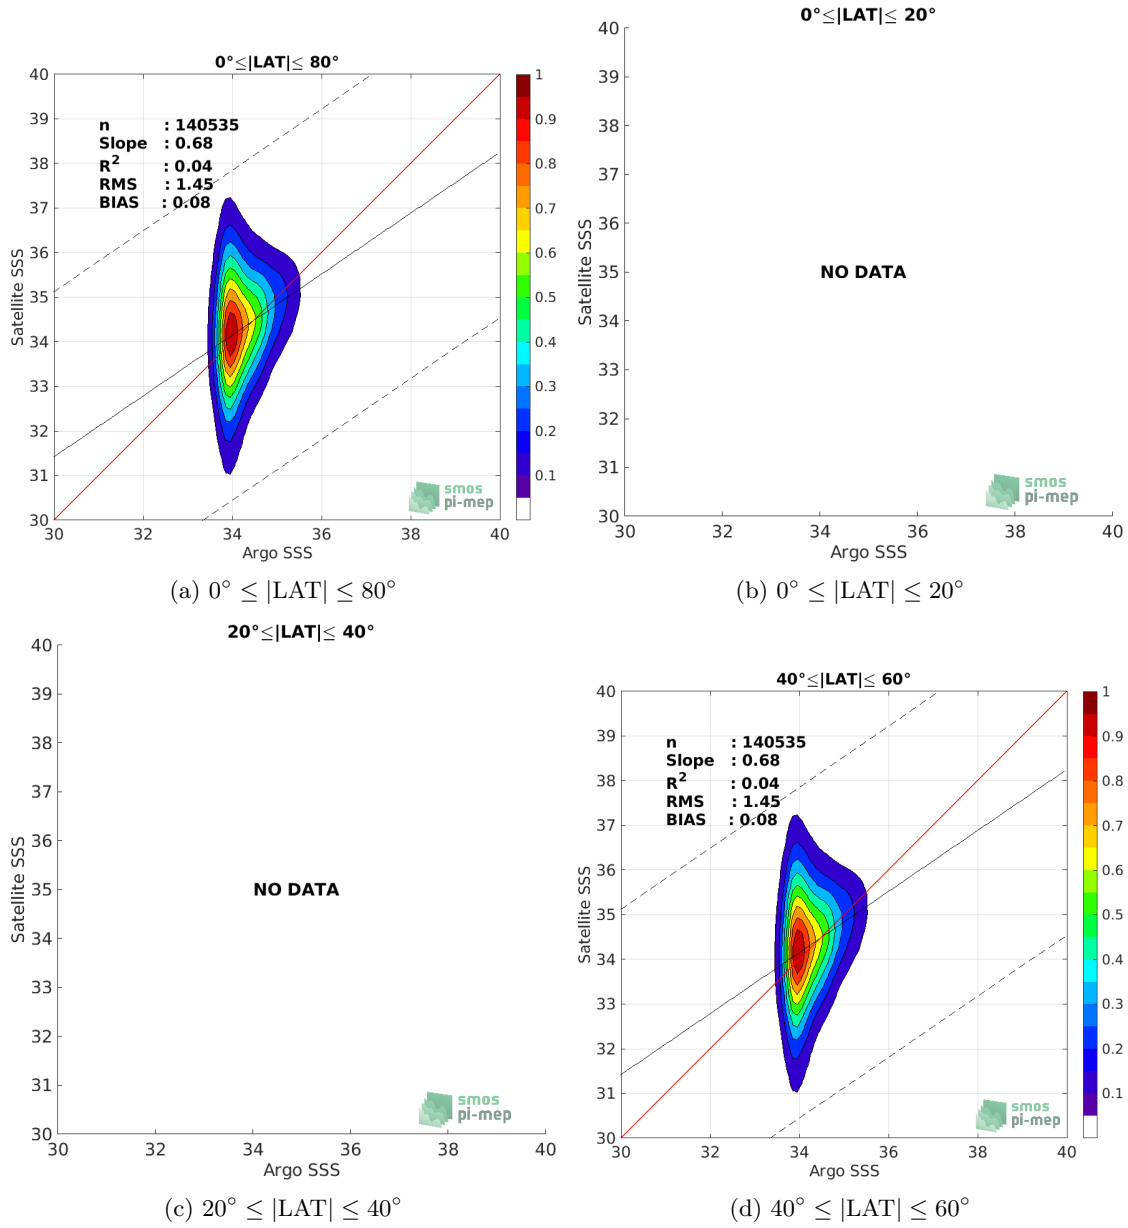 0°≤|LAT|≤ 80°
n : 140535
Slope : 0.68
R² : 0.04
RMS : 1.45
BIAS : 0.08
40
39
38
37
36
35
34
33
32
31
30
Satellite SSS
30 32 34 36 38 40
Argo SSS
1
0.9
0.8
0.7
0.6
0.5
0.4
0.3
0.2
0.1
smos
pi-mep
(a) 0° ≤ |LAT| ≤ 80°
0°≤|LAT|≤ 20°
40
39
38
37
36
35
34
33
32
31
30
Satellite SSS
NO DATA
30 32 34 36 38 40
Argo SSS
smos
pi-mep
(b) 0° ≤ |LAT| ≤ 20°
20°≤|LAT|≤ 40°
40
39
38
37
36
35
34
33
32
31
30
Satellite SSS
NO DATA
30 32 34 36 38 40
Argo SSS
smos
pi-mep
(c) 20° ≤ |LAT| ≤ 40°
40°≤|LAT|≤ 60°
n : 140535
Slope : 0.68
R² : 0.04
RMS : 1.45
BIAS : 0.08
40
39
38
37
36
35
34
33
32
31
30
Satellite SSS
30 32 34 36 38 40
Argo SSS
1
0.9
0.8
0.7
0.6
0.5
0.4
0.3
0.2
0.1
smos
pi-mep
(d) 40° ≤ |LAT| ≤ 60°